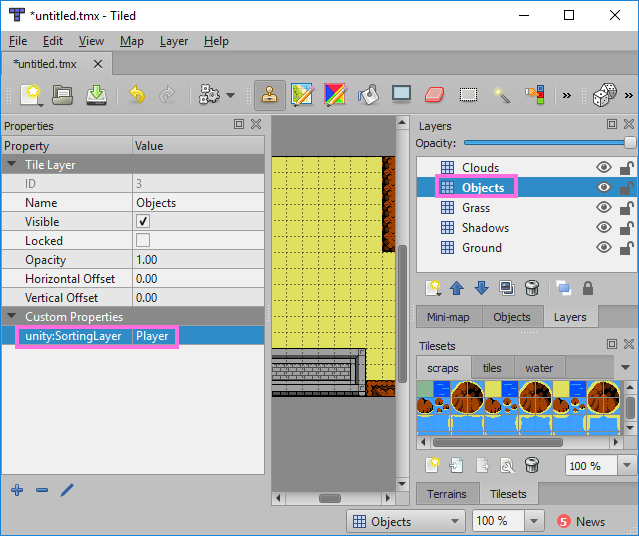 *untitled.tmx - Tiled
File Edit View Map Layer Help
*untitled.tmx
Properties
Property Value
Tile Layer
ID 3
Name Objects
Visible
Locked
Opacity 1.00
Horizontal Offset 0.00
Vertical Offset 0.00
Custom Properties
unity:SortingLayer Player
Layers
Opacity:
Clouds
Objects
Grass
Shadows
Ground
Mini-map Objects Layers
Tilesets
scraps tiles water
100 %
Terrains Tilesets
Objects 100 % 5 News